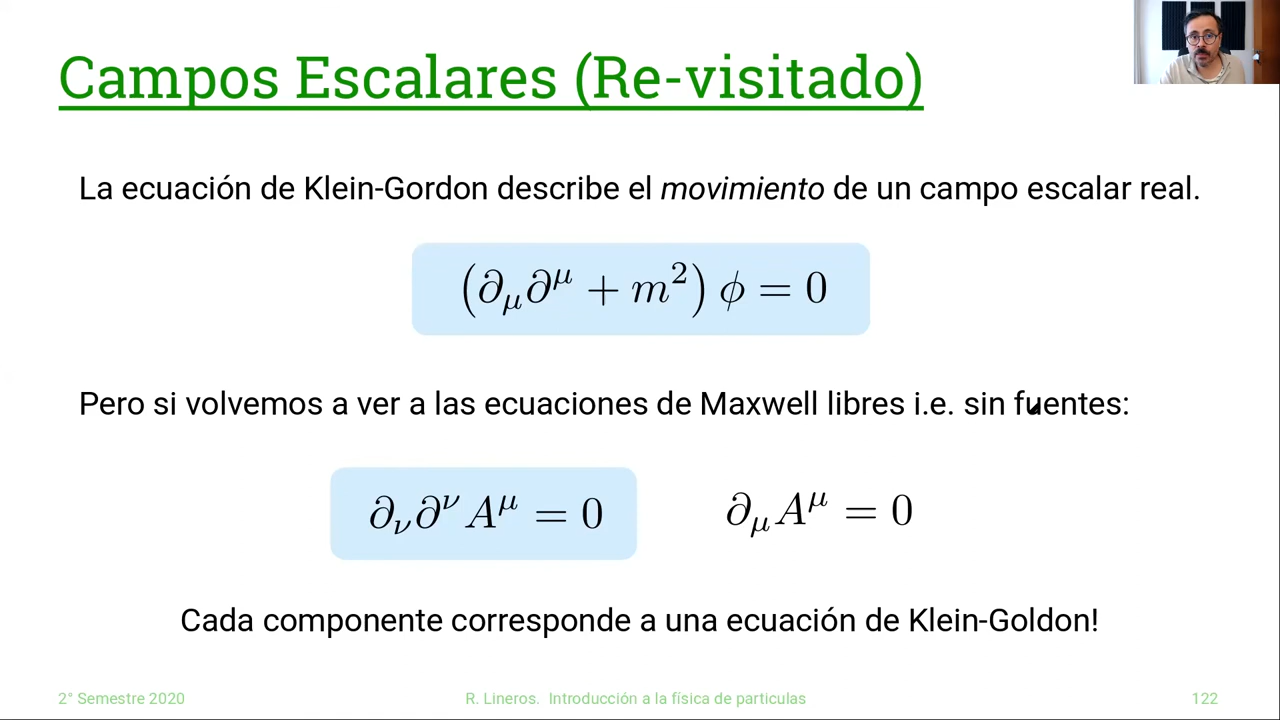 Campos Escalares (Re-visitado)
La ecuación de Klein-Gordon describe el movimiento de un campo escalar real.
(∂_μ∂^μ + m²) ϕ = 0
Pero si volvemos a ver a las ecuaciones de Maxwell libres i.e. sin fuentes:
∂_ν∂^ν A^μ = 0
∂_μ A^μ = 0
Cada componente corresponde a una ecuación de Klein-Goldon!
2° Semestre 2020
R. Lineros. Introducción a la física de particulas
122